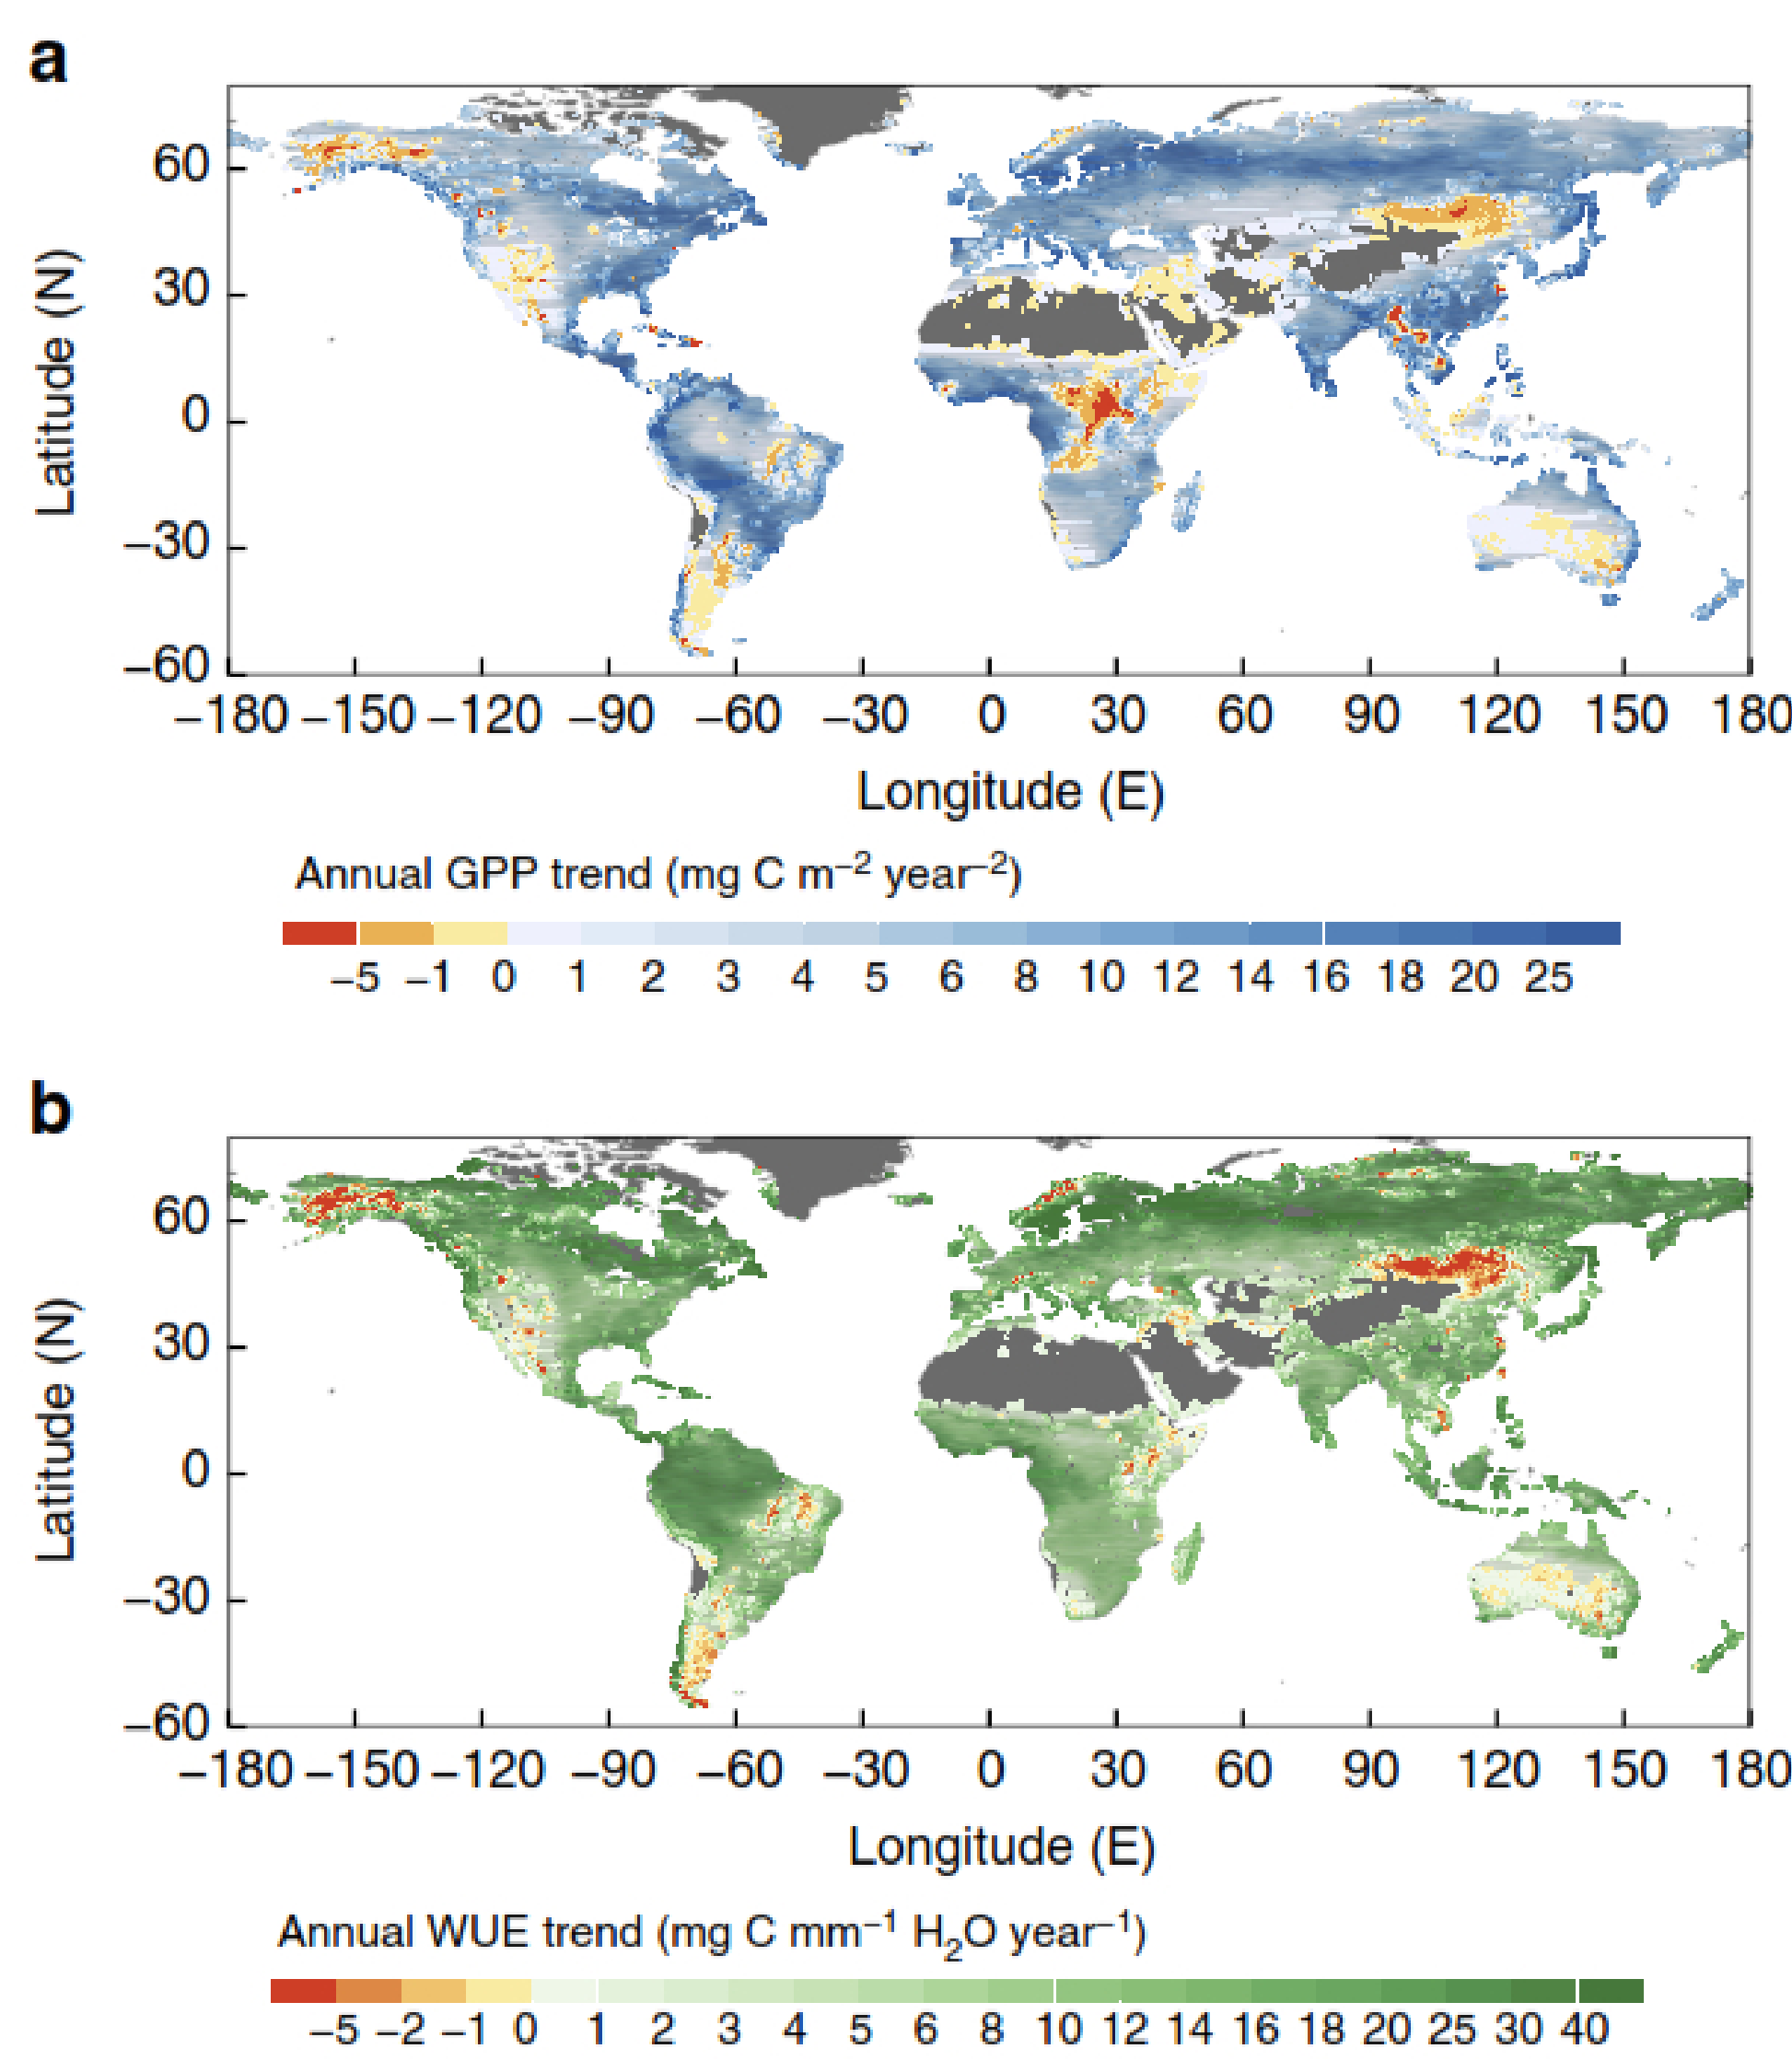 a
60
30
0
−30
−60
Latitude (N)
−180 −150 −120 −90 −60 −30 0 30 60 90 120 150 180
Longitude (E)
Annual GPP trend (mg C m⁻² year⁻²)
−5 −1 0 1 2 3 4 5 6 8 10 12 14 16 18 20 25
b
60
30
0
−30
−60
Latitude (N)
−180 −150 −120 −90 −60 −30 0 30 60 90 120 150 180
Longitude (E)
Annual WUE trend (mg C mm⁻¹ H₂O year⁻¹)
−5 −2 −1 0 1 2 3 4 5 6 8 10 12 14 16 18 20 25 30 40